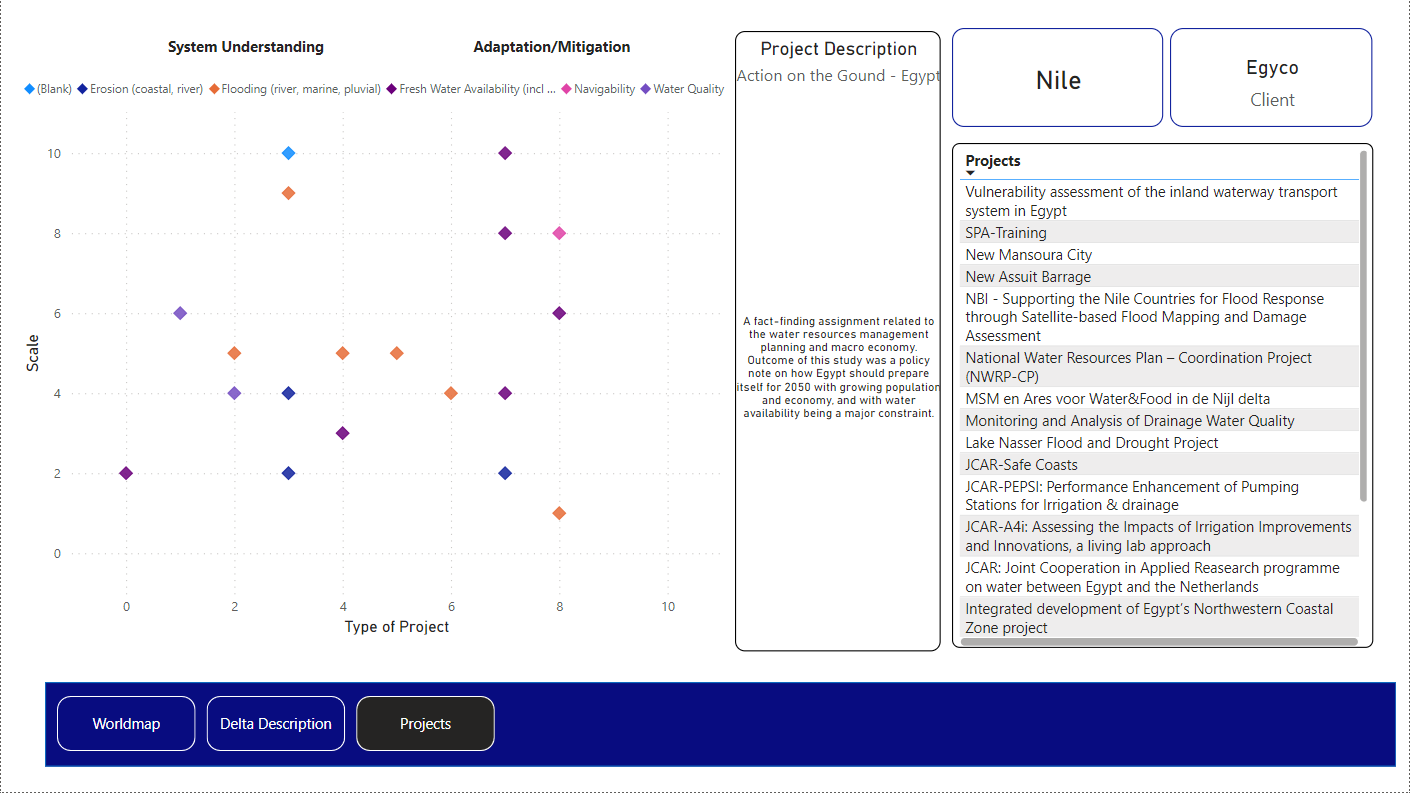 System Understanding
Adaptation/Mitigation
(Blank) Erosion (coastal, river) Flooding (river, marine, pluvial) Fresh Water Availability (incl ... Navigability Water Quality
10
8
6
4
2
0
Scale
0 2 4 6 8 10
Type of Project
Project Description
Action on the Gound - Egypt
A fact-finding assignment related to
the water resources management
planning and macro economy.
Outcome of this study was a policy
note on how Egypt should prepare
itself for 2050 with growing population
and economy, and with water
availability being a major constraint.
Nile
Egyco
Client
Projects
Vulnerability assessment of the inland waterway transport
system in Egypt
SPA-Training
New Mansoura City
New Assuit Barrage
NBI - Supporting the Nile Countries for Flood Response
through Satellite-based Flood Mapping and Damage
Assessment
National Water Resources Plan – Coordination Project
(NWRP-CP)
MSM en Ares voor Water&Food in de Nijl delta
Monitoring and Analysis of Drainage Water Quality
Lake Nasser Flood and Drought Project
JCAR-Safe Coasts
JCAR-PEPSI: Performance Enhancement of Pumping
Stations for Irrigation & drainage
JCAR-A4i: Assessing the Impacts of Irrigation Improvements
and Innovations, a living lab approach
JCAR: Joint Cooperation in Applied Reasearch programme
on water between Egypt and the Netherlands
Integrated development of Egypt's Northwestern Coastal
Zone project
Worldmap
Delta Description
Projects